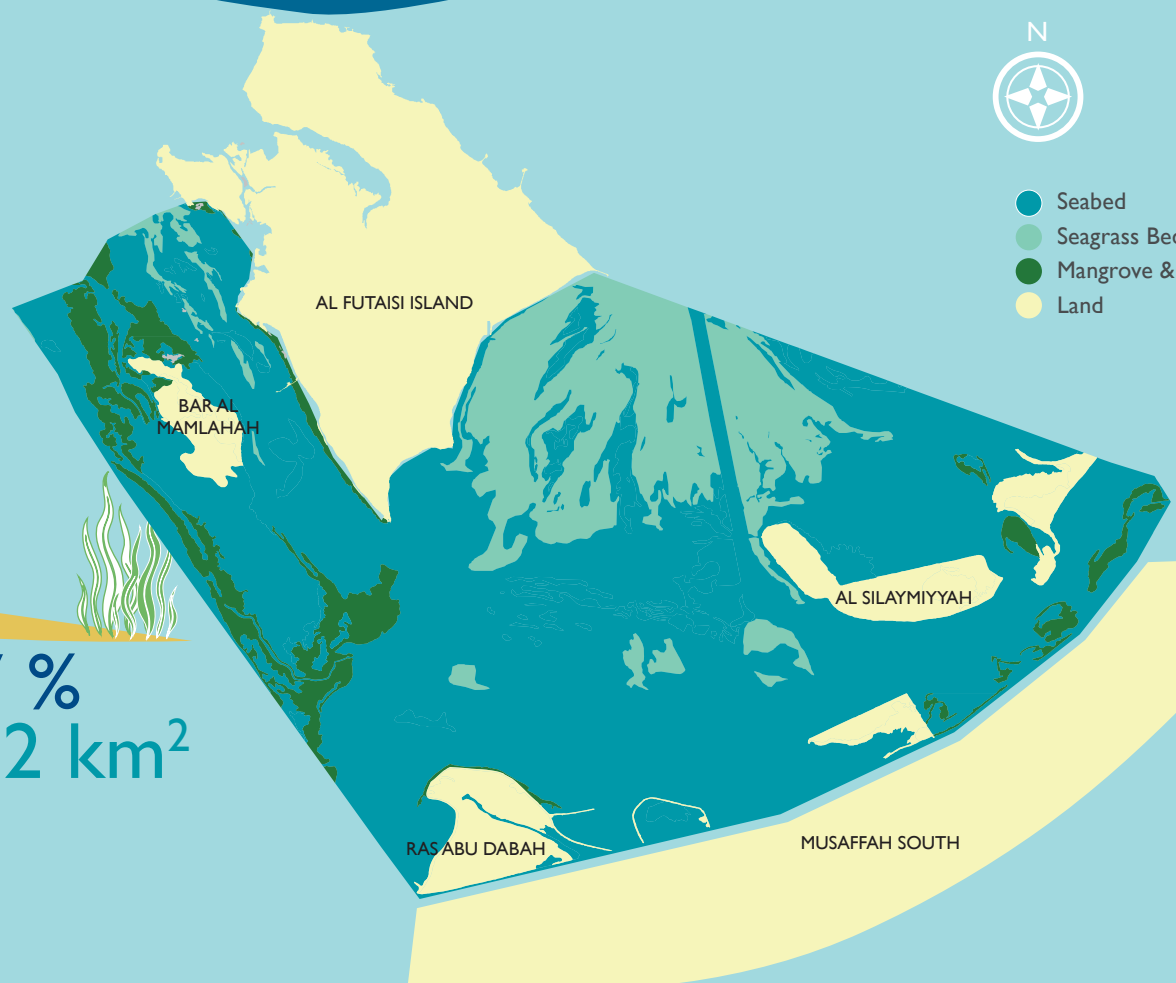 N
Seabed
Seagrass
Mangrove &
Land
AL FUTAISI ISLAND
BAR AL
MAMLAHAH
AL SILAYMIYYAH
%
2 km²
RAS ABU DABAH
MUSAFFAH SOUTH